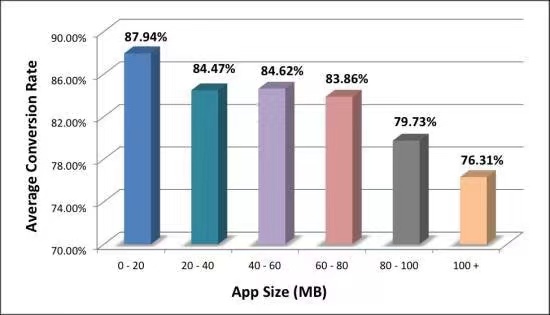 90.00%
86.00%
82.00%
78.00%
74.00%
70.00%
Average Conversion Rate
87.94%
84.47%
84.62%
83.86%
79.73%
76.31%
0 - 20
20 - 40
40 - 60
60 - 80
80 - 100
100 +
App Size (MB)